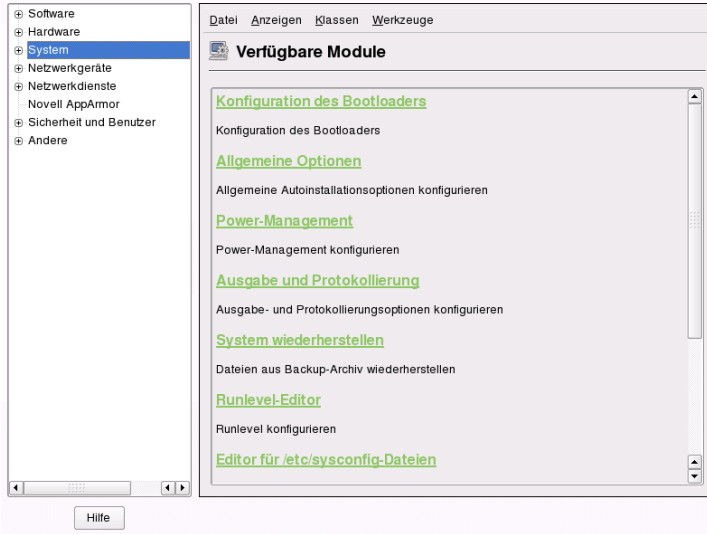 Software
Hardware
System
Netzwerkgeräte
Netzwerkdienste
Novell AppArmor
Sicherheit und Benutzer
Andere
Datei Anzeigen Klassen Werkzeuge
Verfügbare Module
Konfiguration des Bootloaders
Konfiguration des Bootloaders
Allgemeine Optionen
Allgemeine Autoinstallationsoptionen konfigurieren
Power-Management
Power-Management konfigurieren
Ausgabe und Protokollierung
Ausgabe- und Protokollierungsoptionen konfigurieren
System wiederherstellen
Dateien aus Backup-Archiv wiederherstellen
Runlevel-Editor
Runlevel konfigurieren
Editor für /etc/sysconfig-Dateien
Hilfe